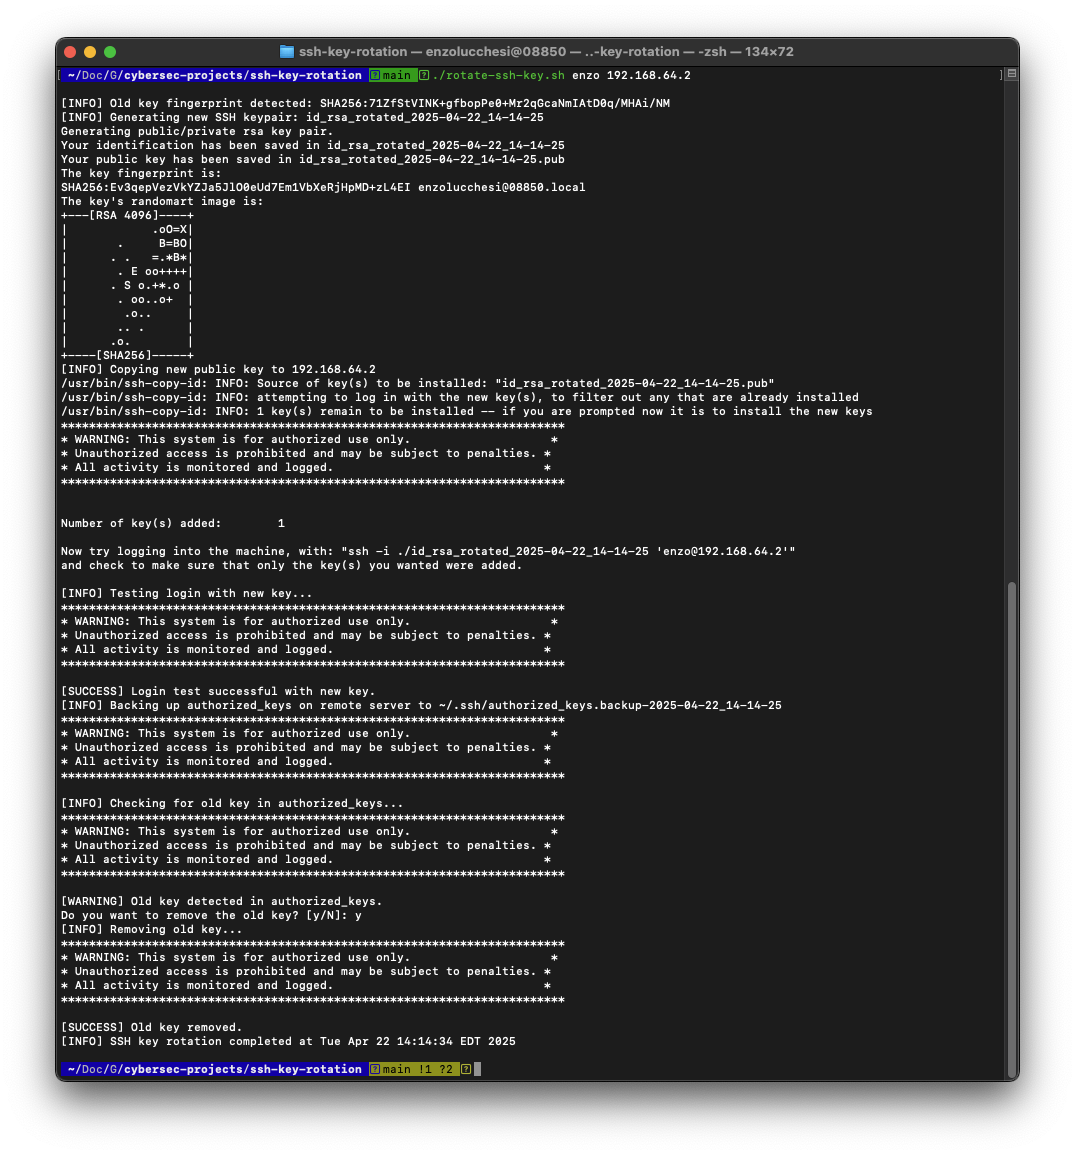 ssh-key-rotation — enzolucchesi@08850 — ..-key-rotation — -zsh — 134×72
[ ~/Doc/G/cybersec-projects/ssh-key-rotation ? main ? ./rotate-ssh-key.sh enzo 192.168.64.2 ]
[INFO] Old key fingerprint detected: SHA256:71ZfStVINK+gfbopPe0+Mr2qGcaNmIAtD0q/MHAi/NM
[INFO] Generating new SSH keypair: id_rsa_rotated_2025-04-22_14-14-25
Generating public/private rsa key pair.
Your identification has been saved in id_rsa_rotated_2025-04-22_14-14-25
Your public key has been saved in id_rsa_rotated_2025-04-22_14-14-25.pub
The key fingerprint is:
SHA256:Ev3qepVezVkYZJa5JlO0eUd7Em1VbXeRjHpMD+zL4EI enzolucchesi@08850.local
The key's randomart image is:
+---[RSA 4096]----+
|            .oO=X|
|       .     B=BO|
|      . .   =.*B*|
|       . E oo++++|
|      . S o.+*.o |
|       . oo..o+  |
|        .o..     |
|       .. .      |
|      .o.        |
+----[SHA256]-----+
[INFO] Copying new public key to 192.168.64.2
/usr/bin/ssh-copy-id: INFO: Source of key(s) to be installed: "id_rsa_rotated_2025-04-22_14-14-25.pub"
/usr/bin/ssh-copy-id: INFO: attempting to log in with the new key(s), to filter out any that are already installed
/usr/bin/ssh-copy-id: INFO: 1 key(s) remain to be installed -- if you are prompted now it is to install the new keys
************************************************************************
* WARNING: This system is for authorized use only.                    *
* Unauthorized access is prohibited and may be subject to penalties. *
* All activity is monitored and logged.                              *
************************************************************************
Number of key(s) added:        1
Now try logging into the machine, with: "ssh -i ./id_rsa_rotated_2025-04-22_14-14-25 'enzo@192.168.64.2'"
and check to make sure that only the key(s) you wanted were added.
[INFO] Testing login with new key...
************************************************************************
* WARNING: This system is for authorized use only.                    *
* Unauthorized access is prohibited and may be subject to penalties. *
* All activity is monitored and logged.                              *
************************************************************************
[SUCCESS] Login test successful with new key.
[INFO] Backing up authorized_keys on remote server to ~/.ssh/authorized_keys.backup-2025-04-22_14-14-25
************************************************************************
* WARNING: This system is for authorized use only.                    *
* Unauthorized access is prohibited and may be subject to penalties. *
* All activity is monitored and logged.                              *
************************************************************************
[INFO] Checking for old key in authorized_keys...
************************************************************************
* WARNING: This system is for authorized use only.                    *
* Unauthorized access is prohibited and may be subject to penalties. *
* All activity is monitored and logged.                              *
************************************************************************
[WARNING] Old key detected in authorized_keys.
Do you want to remove the old key? [y/N]: y
[INFO] Removing old key...
************************************************************************
* WARNING: This system is for authorized use only.                    *
* Unauthorized access is prohibited and may be subject to penalties. *
* All activity is monitored and logged.                              *
************************************************************************
[SUCCESS] Old key removed.
[INFO] SSH key rotation completed at Tue Apr 22 14:14:34 EDT 2025
~/Doc/G/cybersec-projects/ssh-key-rotation ? main !1 ?2 ?